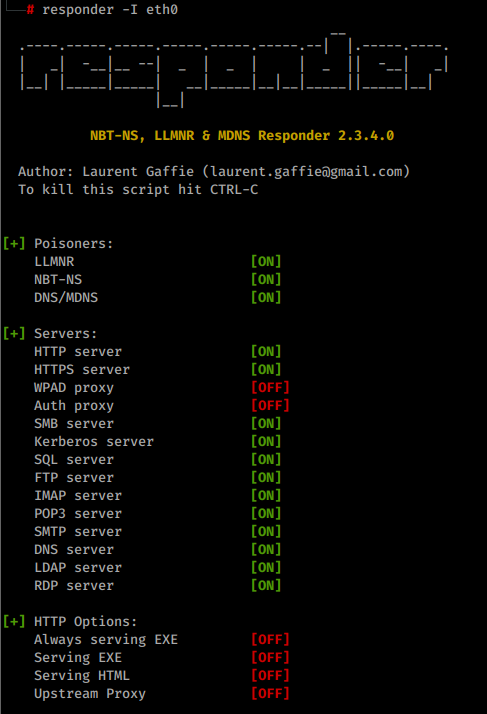 # responder -I eth0
NBT-NS, LLMNR & MDNS Responder 2.3.4.0
Author: Laurent Gaffie (laurent.gaffie@gmail.com)
To kill this script hit CTRL-C
[+] Poisoners:
LLMNR [ON]
NBT-NS [ON]
DNS/MDNS [ON]
[+] Servers:
HTTP server [ON]
HTTPS server [ON]
WPAD proxy [OFF]
Auth proxy [OFF]
SMB server [ON]
Kerberos server [ON]
SQL server [ON]
FTP server [ON]
IMAP server [ON]
POP3 server [ON]
SMTP server [ON]
DNS server [ON]
LDAP server [ON]
RDP server [ON]
[+] HTTP Options:
Always serving EXE [OFF]
Serving EXE [OFF]
Serving HTML [OFF]
Upstream Proxy [OFF]